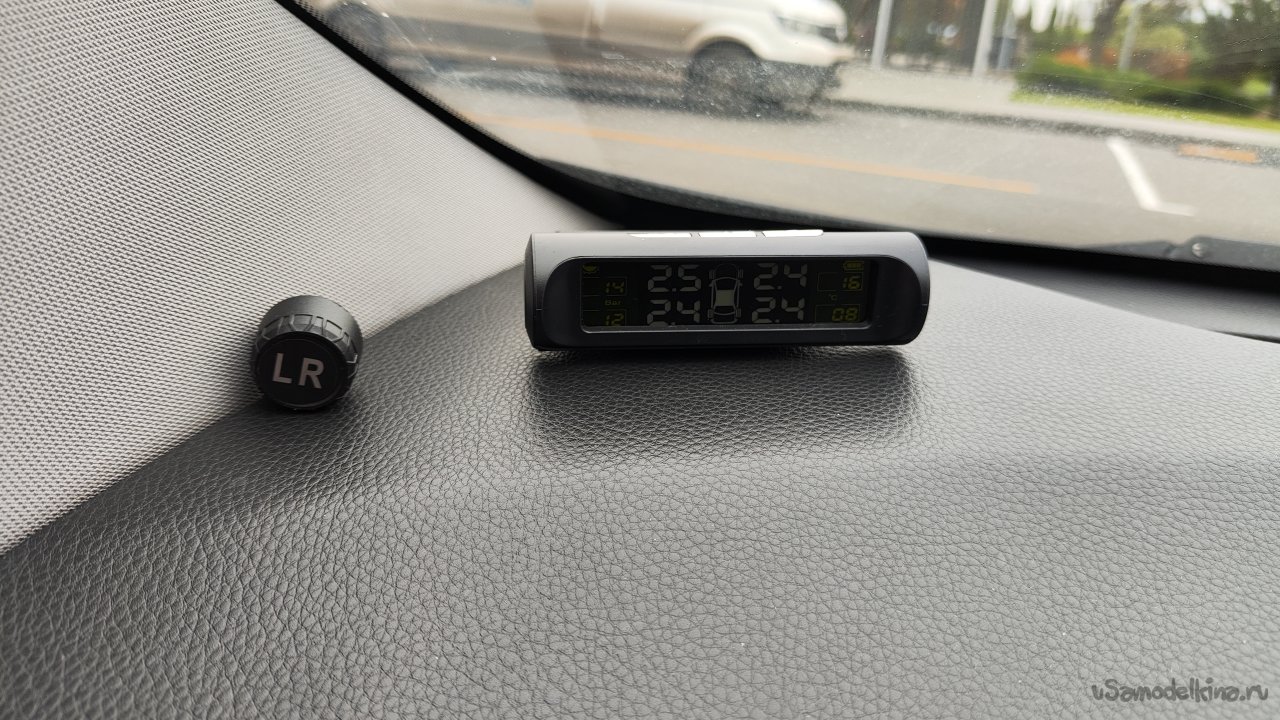 2.5 2.4
14 16
Bar °C
2.4 2.4
12 08
LR
uSamodelkina.ru